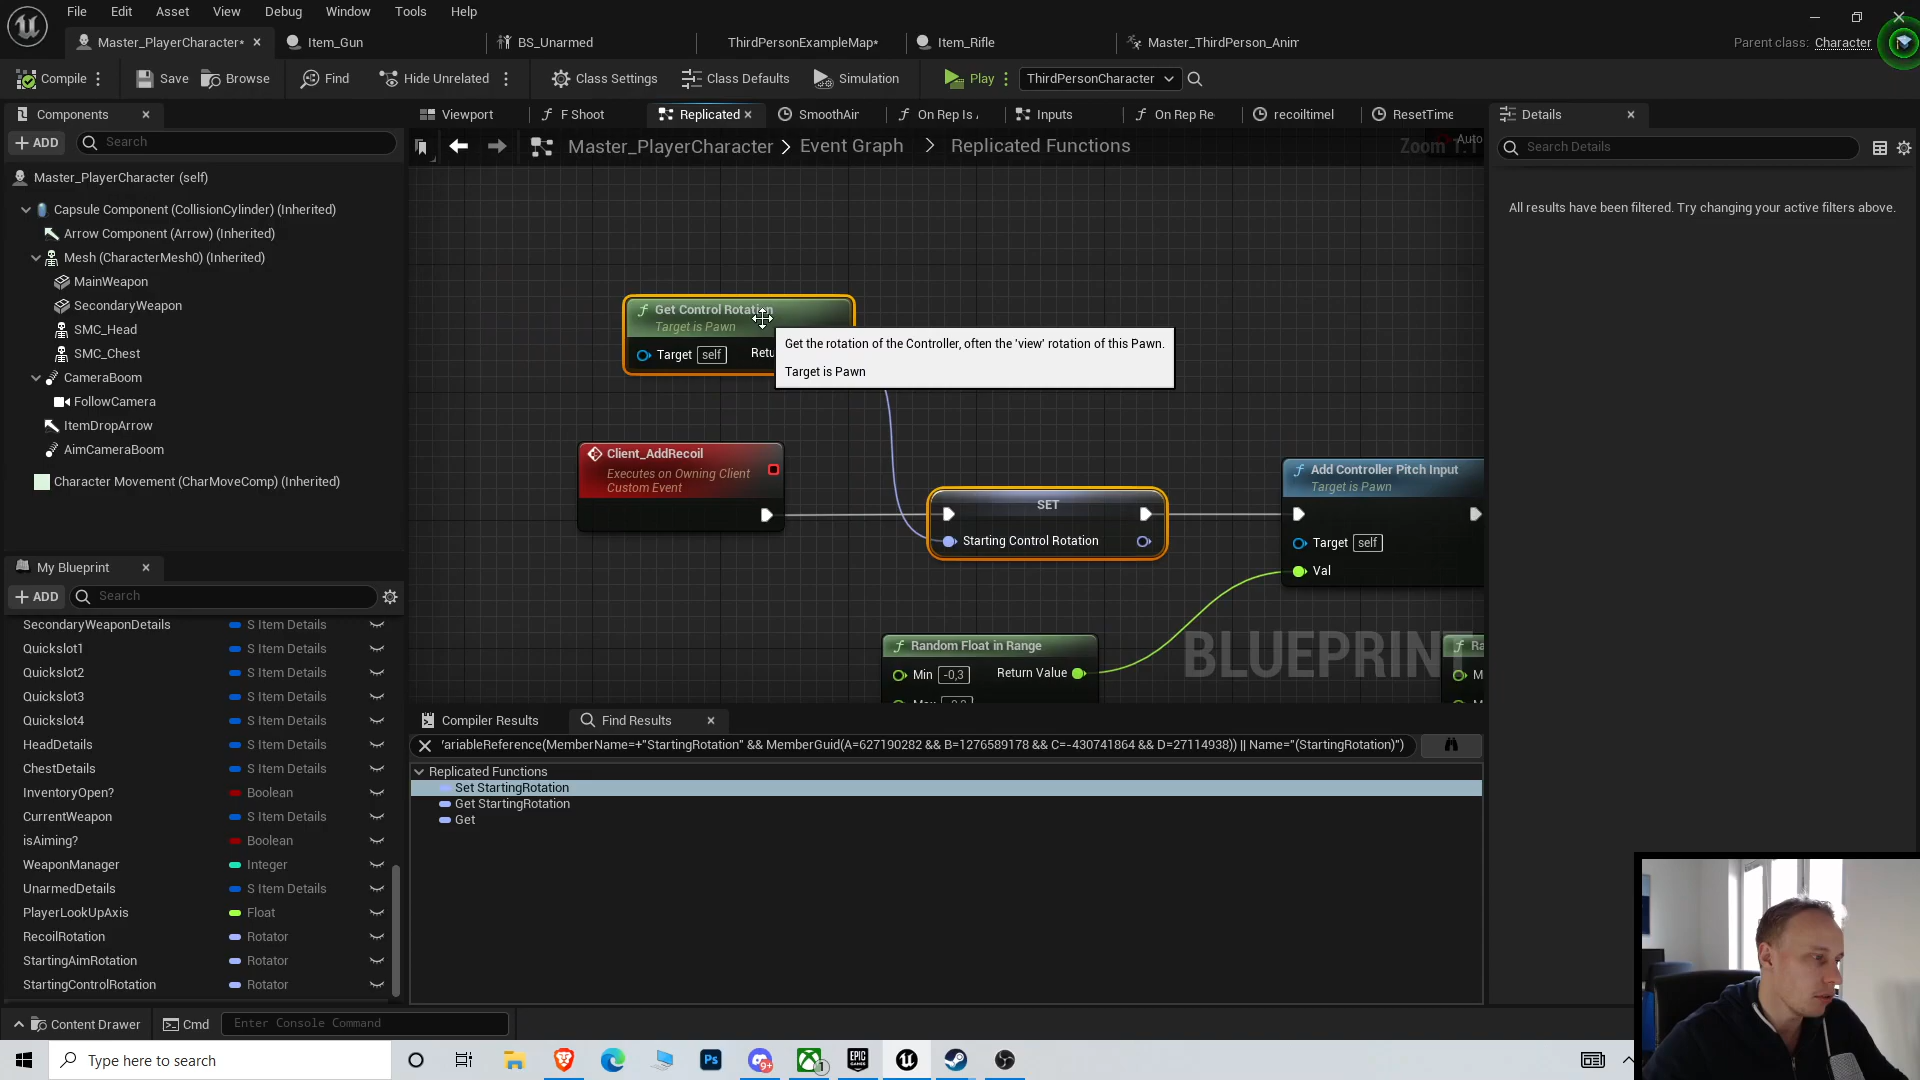 File Edit Asset View Debug Window Tools Help
Master_PlayerCharacter* Item_Gun BS_Unarmed ThirdPersonExampleMap* Item_Rifle Master_ThirdPerson_Anim Parent class: Character
Compile Save Browse Find Hide Unrelated Class Settings Class Defaults Simulation Play ThirdPersonCharacter
Components Viewport F Shoot Replicated SmoothAir On Rep Is Inputs On Rep Re recoiltimel ResetTime Details
ADD Search Master_PlayerCharacter > Event Graph > Replicated Functions Auto Zoom 1:1 Search Details
Master_PlayerCharacter (self)
All results have been filtered. Try changing your active filters above.
Capsule Component (CollisionCylinder) (Inherited)
Arrow Component (Arrow) (Inherited)
Mesh (CharacterMesh0) (Inherited)
MainWeapon
SecondaryWeapon
SMC_Head
SMC_Chest
CameraBoom
FollowCamera
ItemDropArrow
AimCameraBoom
Character Movement (CharMoveComp) (Inherited)
Get Control Rotation
Target is Pawn
Target self Retu
Get the rotation of the Controller, often the 'view' rotation of this Pawn.
Target is Pawn
Client_AddRecoil
Executes on Owning Client
Custom Event
SET
Starting Control Rotation
Add Controller Pitch Input
Target is Pawn
Target self
Val
Random Float in Range
Min -0,3 Return Value
BLUEPRINT
Ra
M
My Blueprint
ADD Search
SecondaryWeaponDetails S Item Details
Quickslot1 S Item Details
Quickslot2 S Item Details
Quickslot3 S Item Details
Quickslot4 S Item Details
HeadDetails S Item Details
ChestDetails S Item Details
InventoryOpen? Boolean
CurrentWeapon S Item Details
isAiming? Boolean
WeaponManager Integer
UnarmedDetails S Item Details
PlayerLookUpAxis Float
RecoilRotation Rotator
StartingAimRotation Rotator
StartingControlRotation Rotator
Compiler Results Find Results
'ariableReference(MemberName=+"StartingRotation" && MemberGuid(A=627190282 && B=1276589178 && C=-430741864 && D=27114938)) || Name="(StartingRotation)")
Replicated Functions
Set StartingRotation
Get StartingRotation
Get
Content Drawer Cmd Enter Console Command
Type here to search Ps 9+ 1 EPIC GAMES